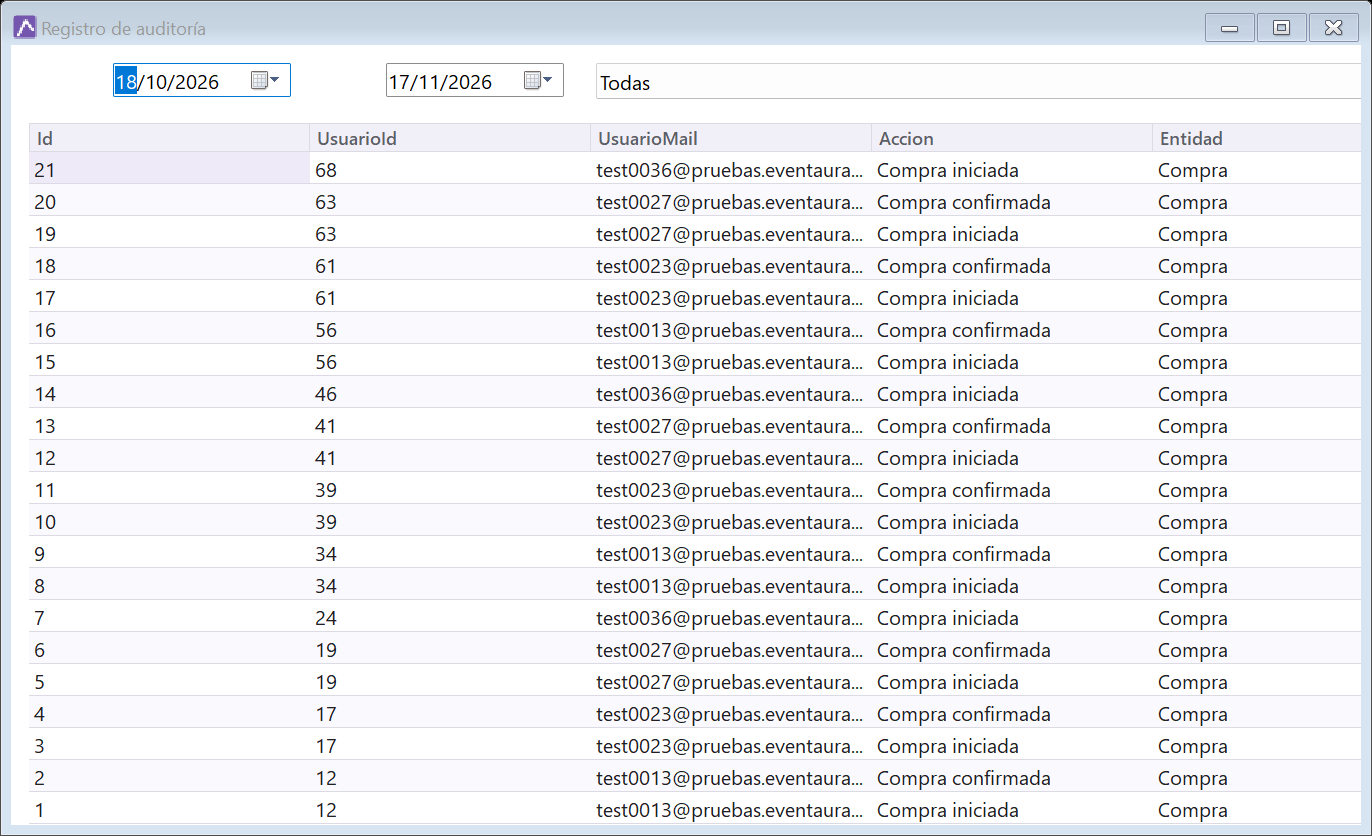 Registro de auditoría
18/10/2026 17/11/2026 Todas
Id UsuarioId UsuarioMail Accion Entidad
21 68 test0036@pruebas.eventaura... Compra iniciada Compra
20 63 test0027@pruebas.eventaura... Compra confirmada Compra
19 63 test0027@pruebas.eventaura... Compra iniciada Compra
18 61 test0023@pruebas.eventaura... Compra confirmada Compra
17 61 test0023@pruebas.eventaura... Compra iniciada Compra
16 56 test0013@pruebas.eventaura... Compra confirmada Compra
15 56 test0013@pruebas.eventaura... Compra iniciada Compra
14 46 test0036@pruebas.eventaura... Compra iniciada Compra
13 41 test0027@pruebas.eventaura... Compra confirmada Compra
12 41 test0027@pruebas.eventaura... Compra iniciada Compra
11 39 test0023@pruebas.eventaura... Compra confirmada Compra
10 39 test0023@pruebas.eventaura... Compra iniciada Compra
9 34 test0013@pruebas.eventaura... Compra confirmada Compra
8 34 test0013@pruebas.eventaura... Compra iniciada Compra
7 24 test0036@pruebas.eventaura... Compra iniciada Compra
6 19 test0027@pruebas.eventaura... Compra confirmada Compra
5 19 test0027@pruebas.eventaura... Compra iniciada Compra
4 17 test0023@pruebas.eventaura... Compra confirmada Compra
3 17 test0023@pruebas.eventaura... Compra iniciada Compra
2 12 test0013@pruebas.eventaura... Compra confirmada Compra
1 12 test0013@pruebas.eventaura... Compra iniciada Compra